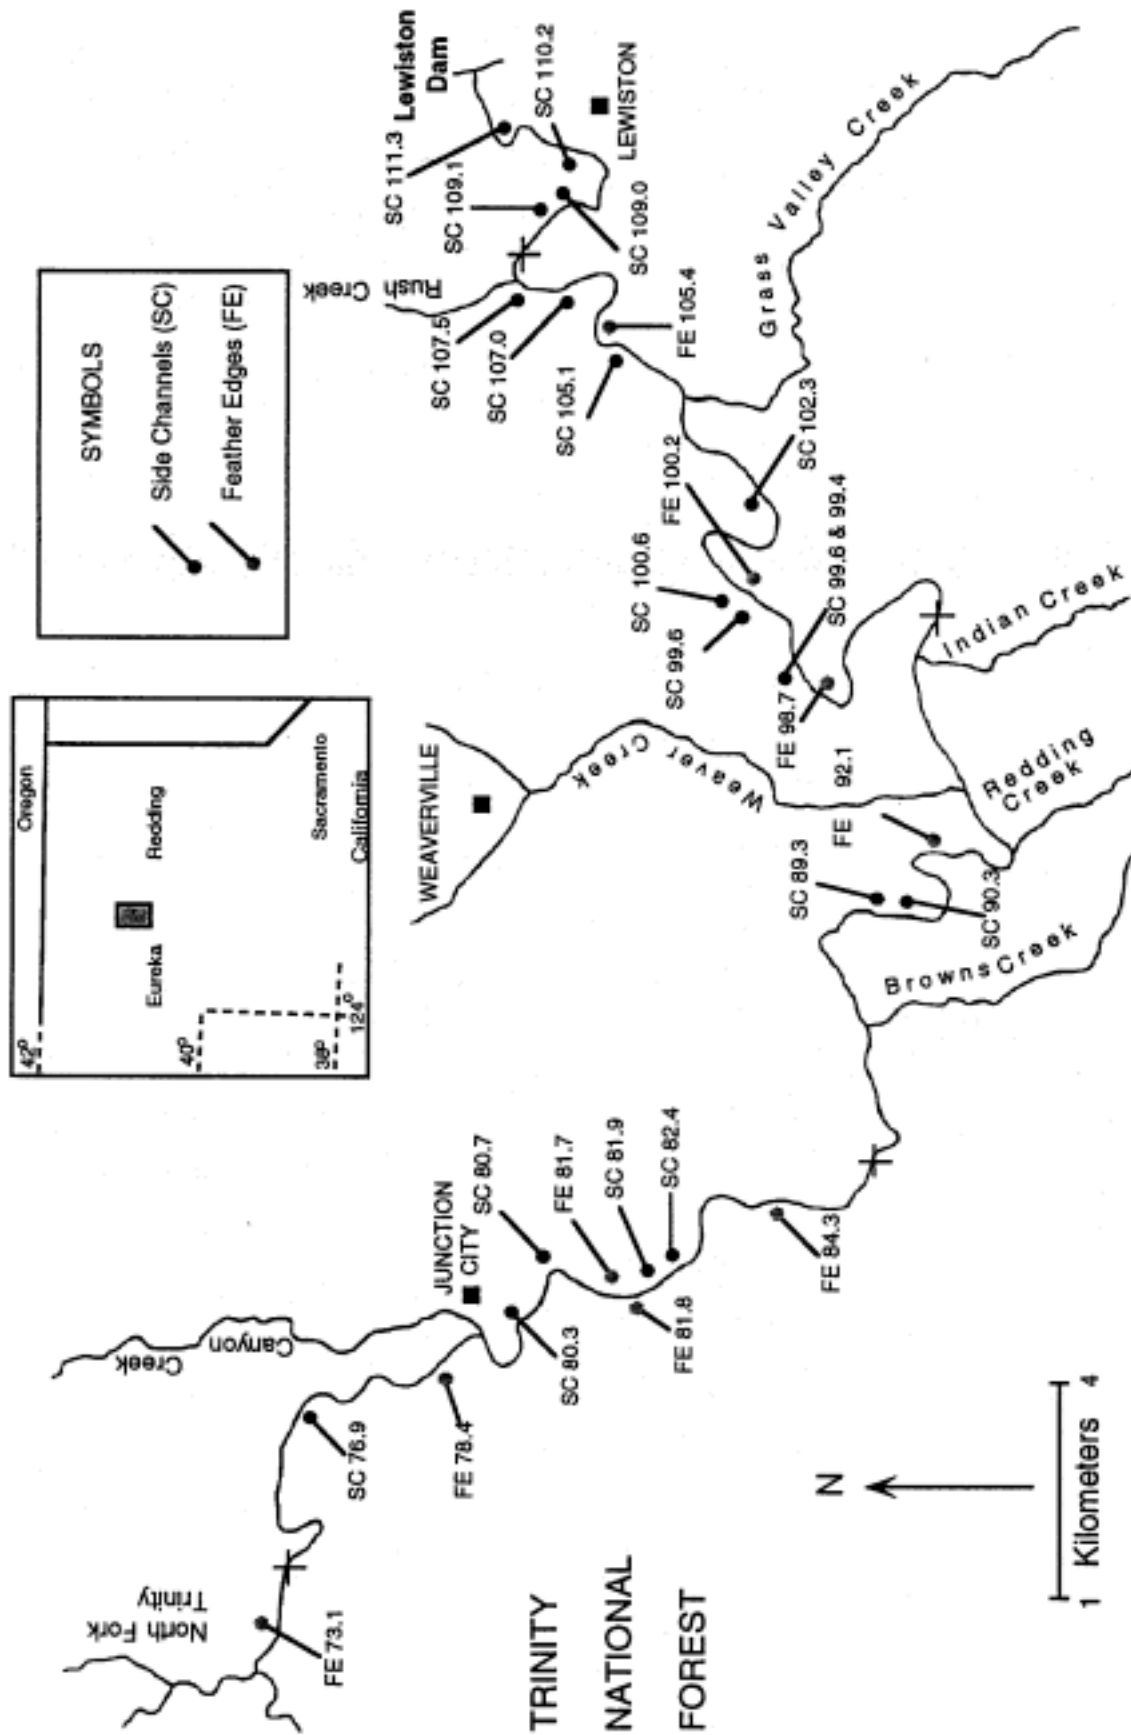 Oregon
42º
Eureka
Redding
40º
38º
124º
Sacramento
California
SYMBOLS
Side Channels (SC)
Feather Edges (FE)
North Fork
Trinity
FE 73.1
SC 76.9
FE 78.4
Canyon
Creek
JUNCTION
CITY
SC 80.3
SC 80.7
FE 81.7
SC 81.9
SC 82.4
FE 81.8
FE 84.3
WEAVERVILLE
Weaver Creek
Browns Creek
SC 89.3
SC 90.3
FE 92.1
Redding
Creek
Indian Creek
FE 98.7
SC 99.6 & 99.4
SC 99.6
SC 100.6
FE 100.2
SC 102.3
Grass Valley Creek
SC 105.1
FE 105.4
SC 107.0
SC 107.5
Rush
Creek
SC 109.1
SC 109.0
SC 111.3
SC 110.2
Lewiston
Dam
LEWISTON
TRINITY
NATIONAL
FOREST
N
1 4
Kilometers